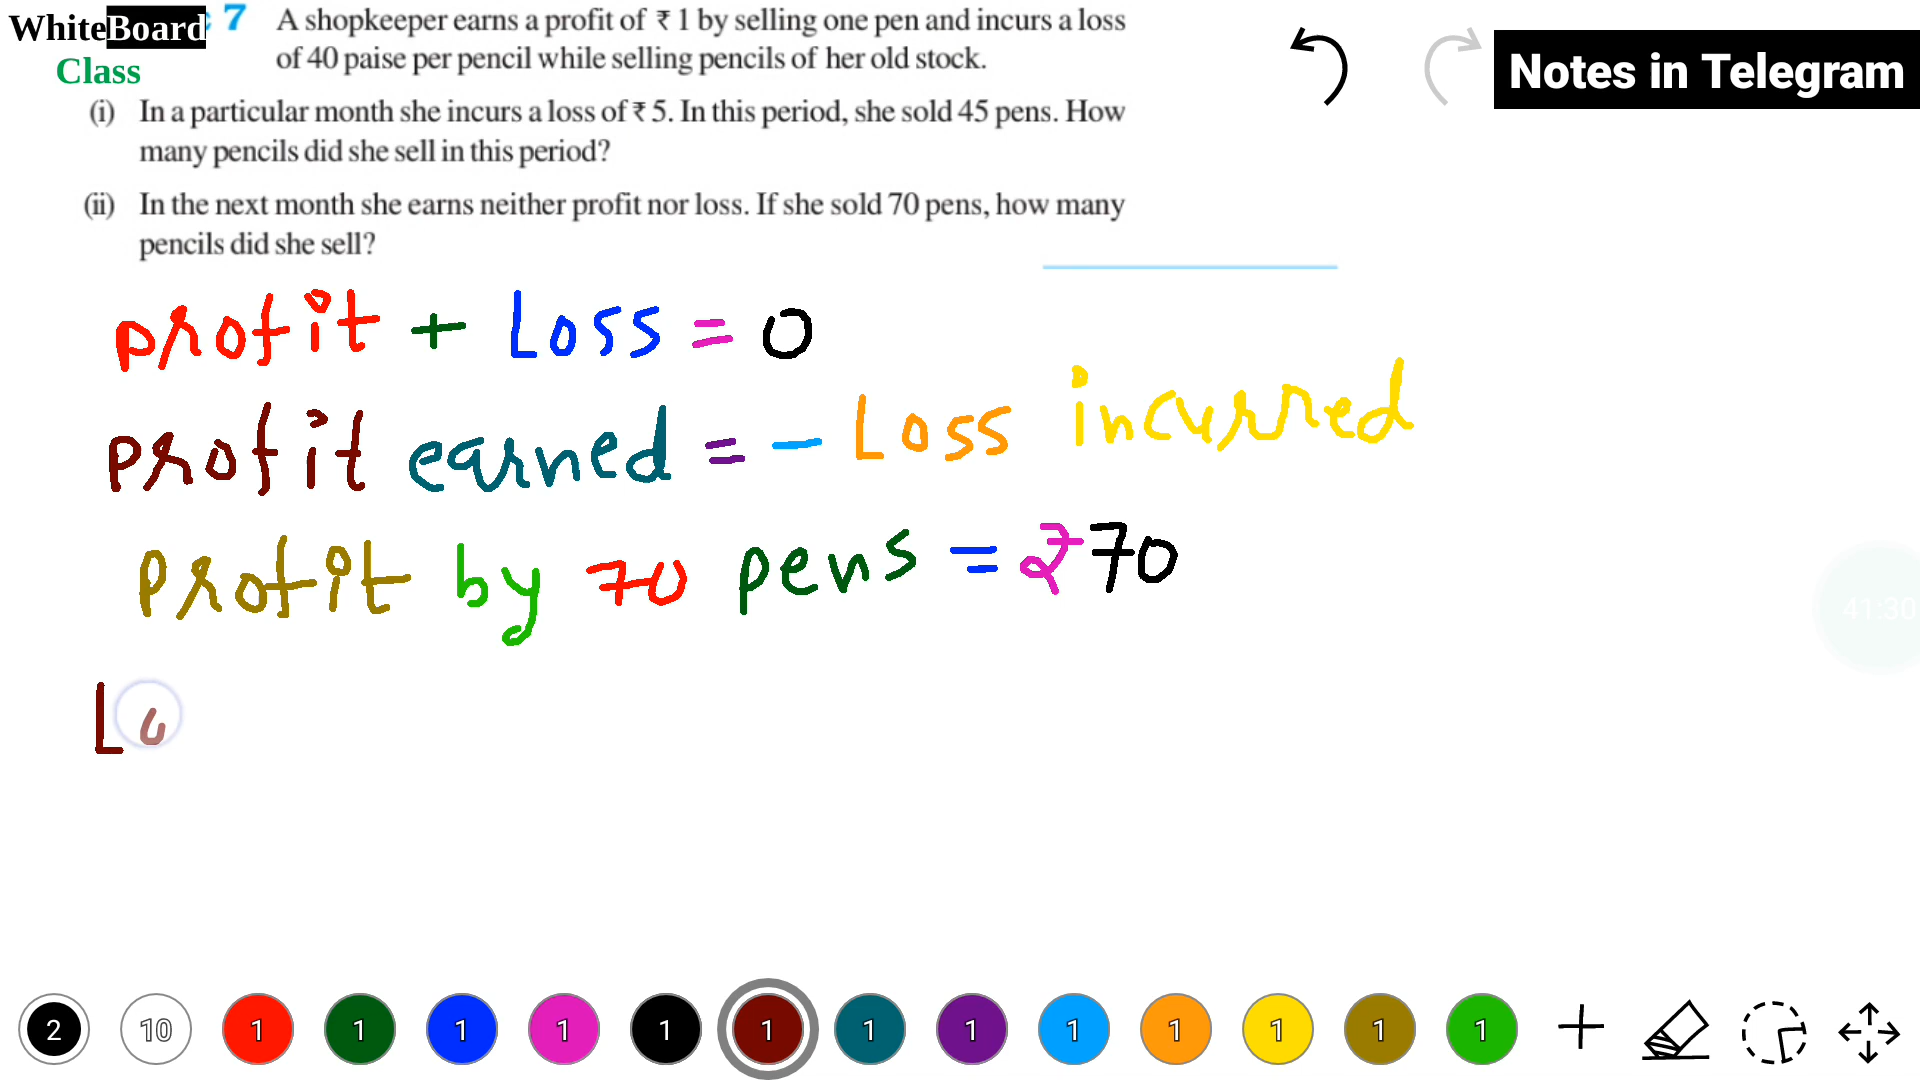 WhiteBoard
Class
: 7 A shopkeeper earns a profit of ₹ 1 by selling one pen and incurs a loss
of 40 paise per pencil while selling pencils of her old stock.
(i) In a particular month she incurs a loss of ₹ 5. In this period, she sold 45 pens. How
many pencils did she sell in this period?
(ii) In the next month she earns neither profit nor loss. If she sold 70 pens, how many
pencils did she sell?
Notes in Telegram
profit + Loss = 0
profit earned = - Loss incurred
profit by 70 pens = ₹70
Lo
41:30
2 10 1 1 1 1 1 1 1 1 1 1 1 1 1